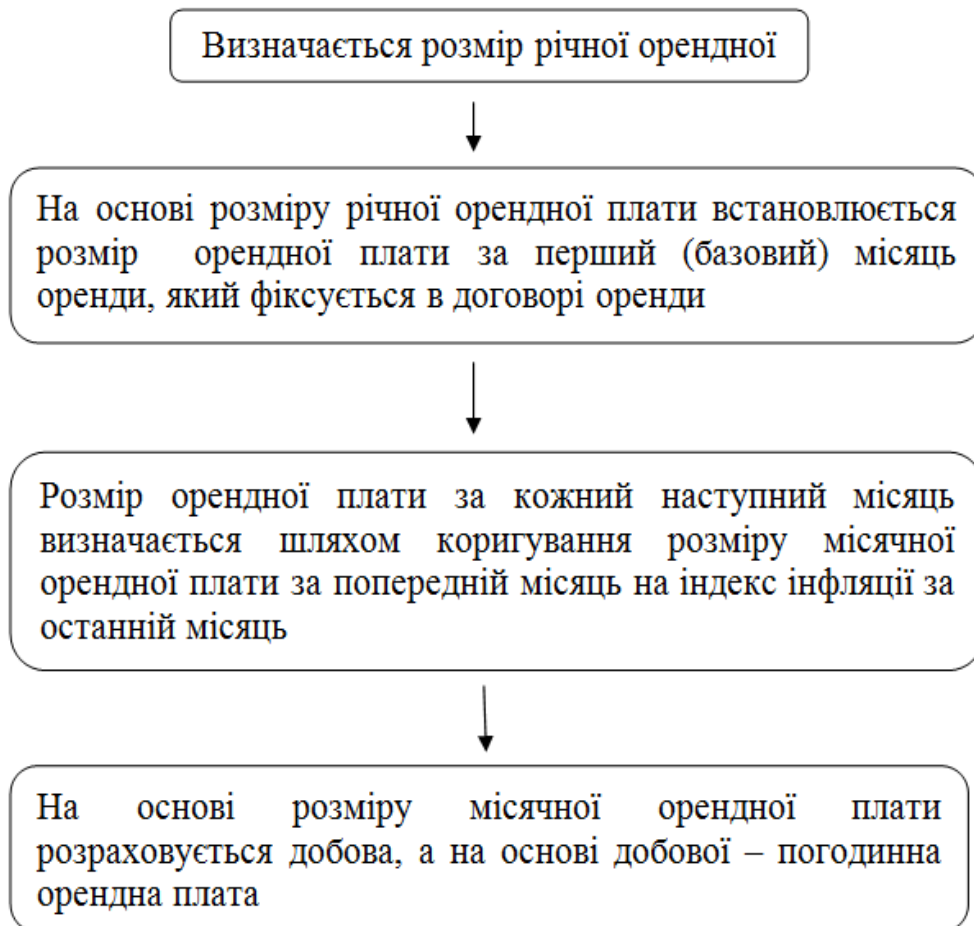 Визначається розмір річної орендної
На основі розміру річної орендної плати встановлюється
розмір орендної плати за перший (базовий) місяць
оренди, який фіксується в договорі оренди
Розмір орендної плати за кожний наступний місяць
визначається шляхом коригування розміру місячної
орендної плати за попередній місяць на індекс інфляції за
останній місяць
На основі розміру місячної орендної плати
розраховується добова, а на основі добової – погодинна
орендна плата